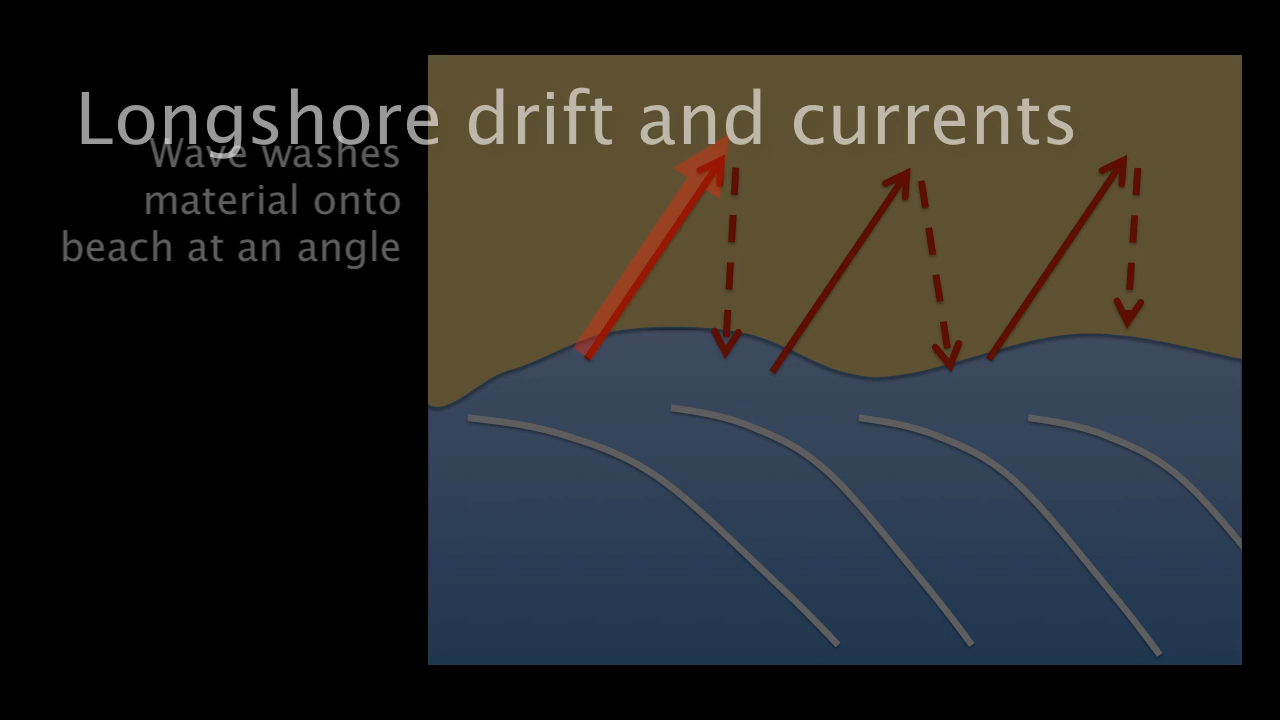 Longshore drift and currents
Wave washes
material onto
beach at an angle